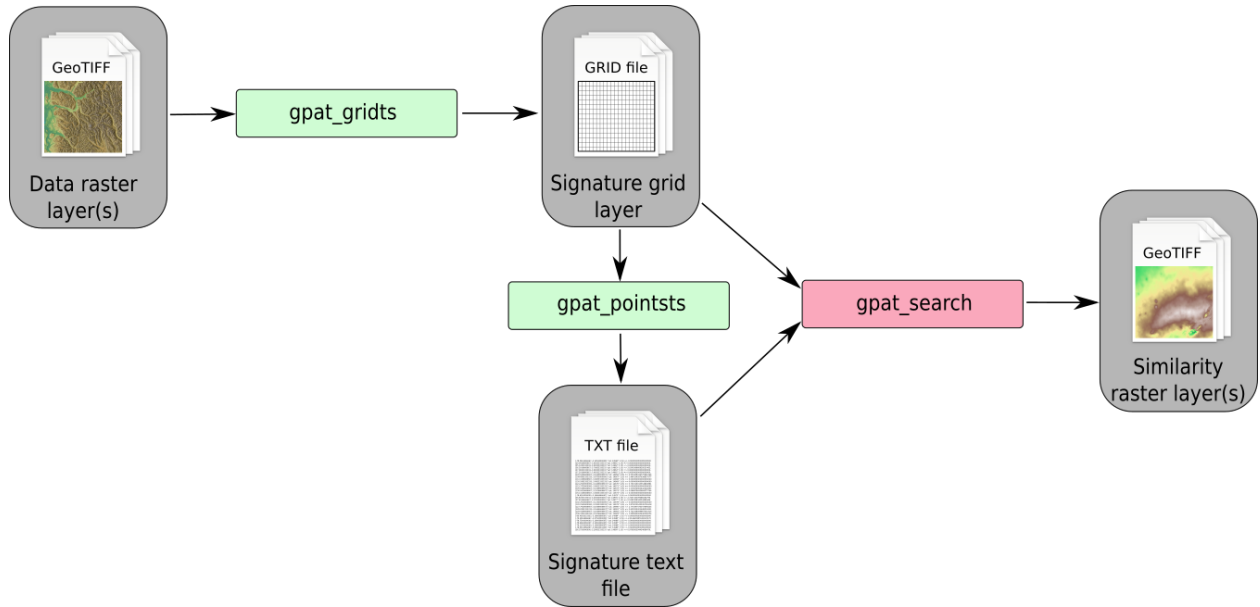 GeoTIFF
Data raster
layer(s)
gpat_gridts
GRID file
Signature grid
layer
gpat_pointsts
TXT file
Signature text
file
gpat_search
GeoTIFF
Similarity
raster layer(s)